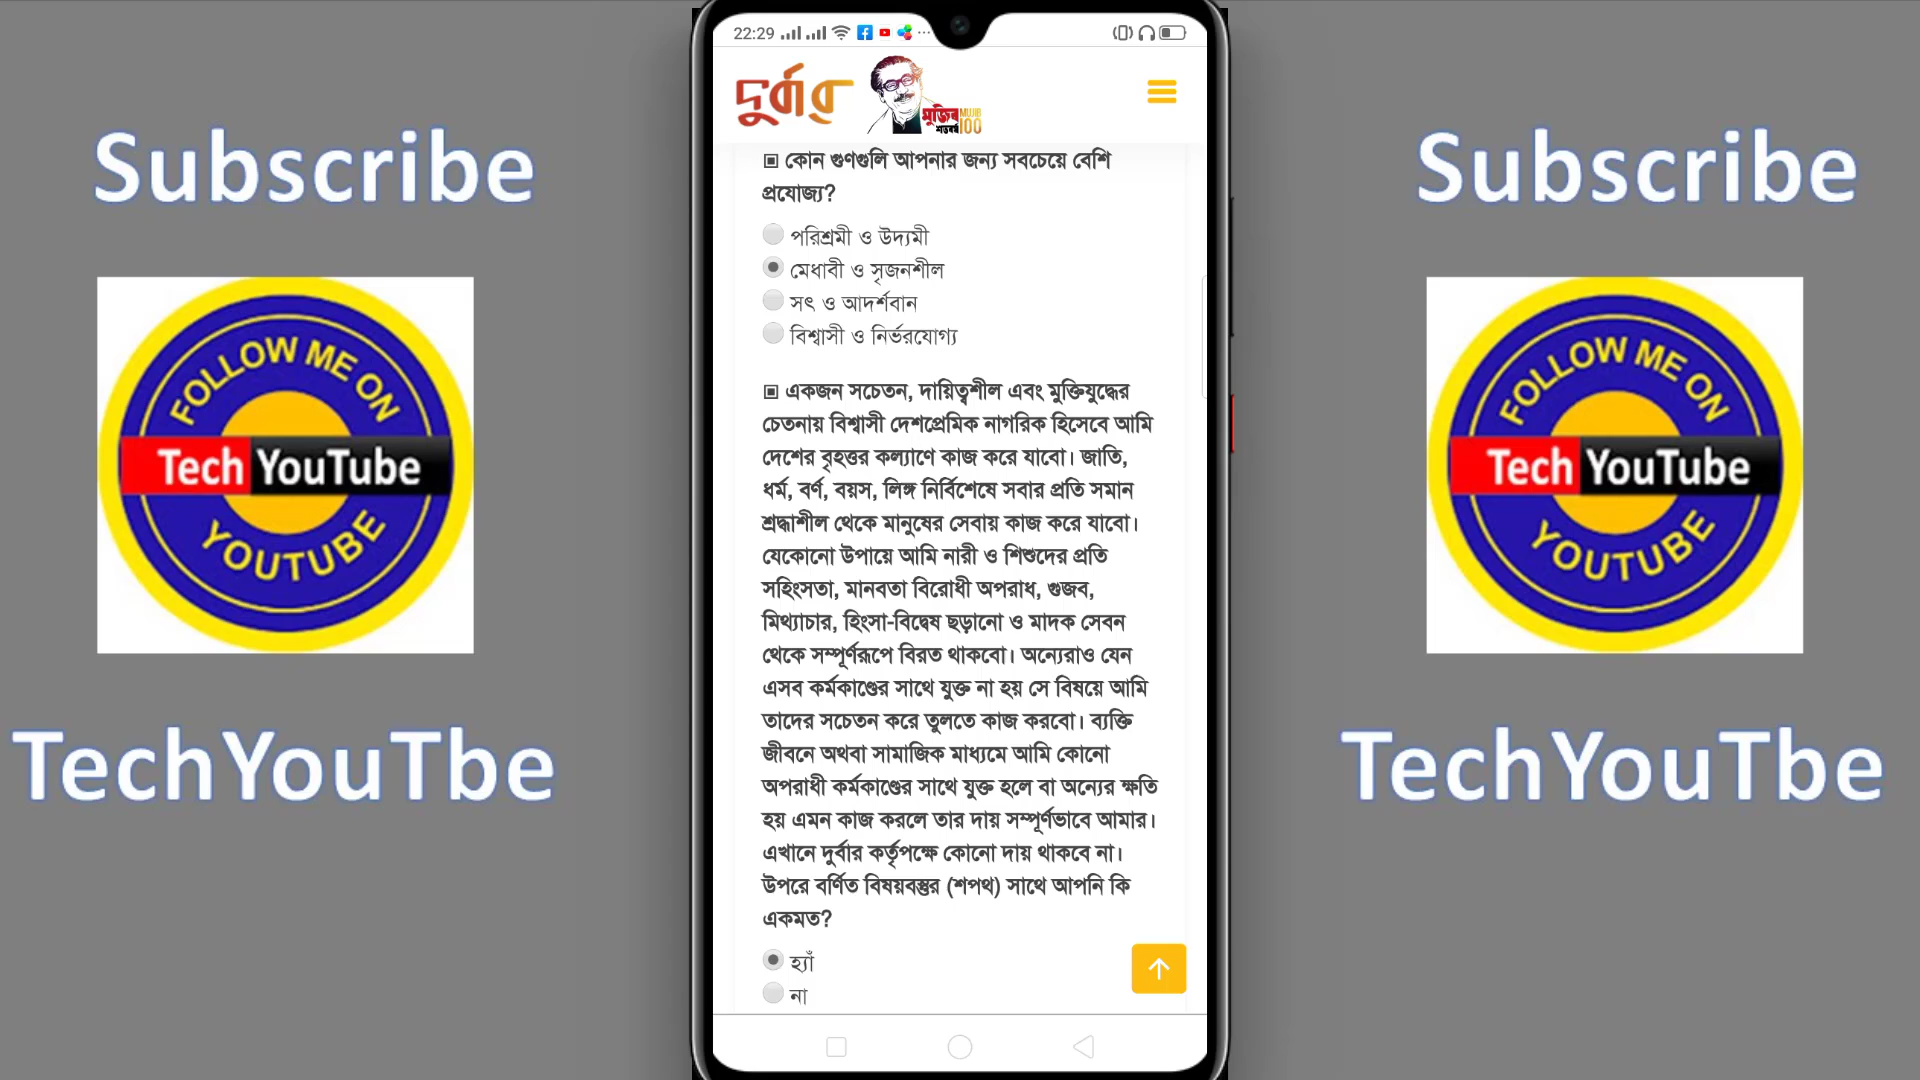 Subscribe
FOLLOW ME ON
Tech YouTube
YOUTUBE
TechYouTbe
22:29
দুর্বার
মুজিব
শতবর্ষ
MUJIB
100
▣ কোন গুণগুলি আপনার জন্য সবচেয়ে বেশি
প্রযোজ্য?
পরিশ্রমী ও উদ্যমী
মেধাবী ও সৃজনশীল
সৎ ও আদর্শবান
বিশ্বাসী ও নির্ভরযোগ্য
▣ একজন সচেতন, দায়িত্বশীল এবং মুক্তিযুদ্ধের
চেতনায় বিশ্বাসী দেশপ্রেমিক নাগরিক হিসেবে আমি
দেশের বৃহত্তর কল্যাণে কাজ করে যাবো। জাতি,
ধর্ম, বর্ণ, বয়স, লিঙ্গ নির্বিশেষে সবার প্রতি সমান
শ্রদ্ধাশীল থেকে মানুষের সেবায় কাজ করে যাবো।
যেকোনো উপায়ে আমি নারী ও শিশুদের প্রতি
সহিংসতা, মানবতা বিরোধী অপরাধ, গুজব,
মিথ্যাচার, হিংসা-বিদ্বেষ ছড়ানো ও মাদক সেবন
থেকে সম্পূর্ণরূপে বিরত থাকবো। অন্যেরাও যেন
এসব কর্মকাণ্ডের সাথে যুক্ত না হয় সে বিষয়ে আমি
তাদের সচেতন করে তুলতে কাজ করবো। ব্যক্তি
জীবনে অথবা সামাজিক মাধ্যমে আমি কোনো
অপরাধী কর্মকাণ্ডের সাথে যুক্ত হলে বা অন্যের ক্ষতি
হয় এমন কাজ করলে তার দায় সম্পূর্ণভাবে আমার।
এখানে দুর্বার কর্তৃপক্ষে কোনো দায় থাকবে না।
উপরে বর্ণিত বিষয়বস্তুর (শপথ) সাথে আপনি কি
একমত?
হ্যাঁ
না
Subscribe
FOLLOW ME ON
Tech YouTube
YOUTUBE
TechYouTbe